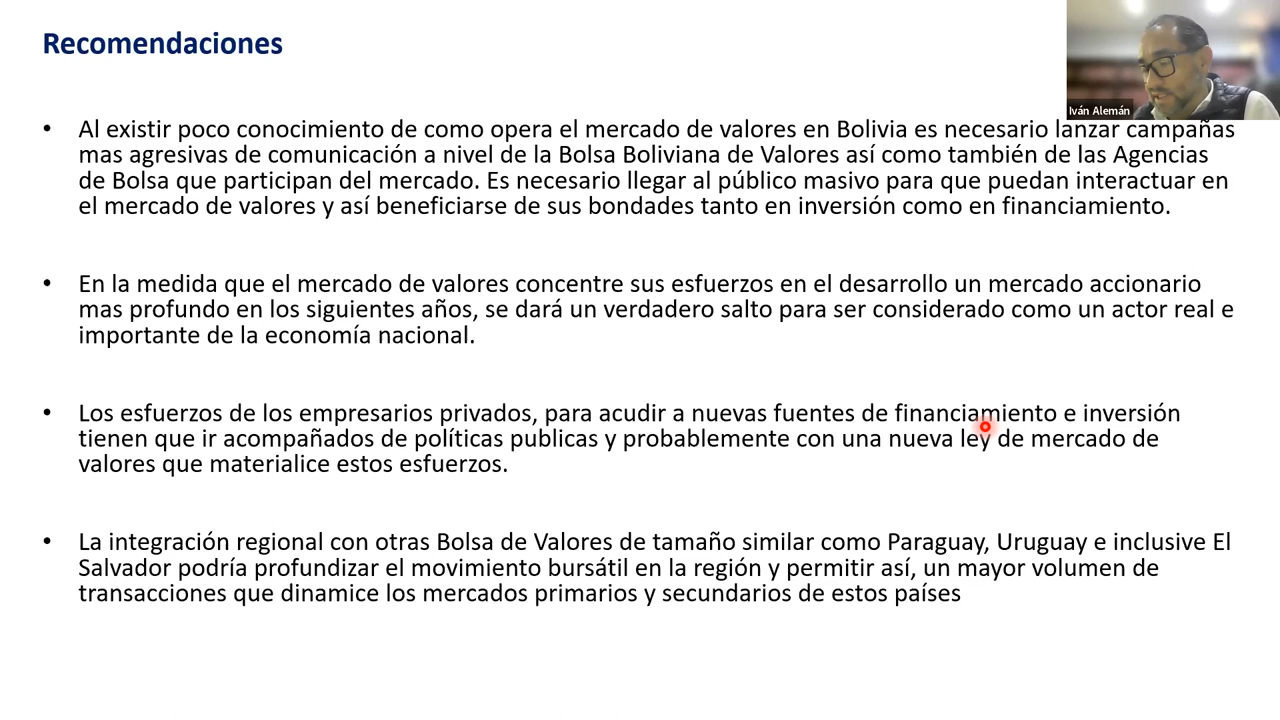 Recomendaciones
Iván Alemán
• Al existir poco conocimiento de como opera el mercado de valores en Bolivia es necesario lanzar campañas
mas agresivas de comunicación a nivel de la Bolsa Boliviana de Valores así como también de las Agencias
de Bolsa que participan del mercado. Es necesario llegar al público masivo para que puedan interactuar en
el mercado de valores y así beneficiarse de sus bondades tanto en inversión como en financiamiento.
• En la medida que el mercado de valores concentre sus esfuerzos en el desarrollo un mercado accionario
mas profundo en los siguientes años, se dará un verdadero salto para ser considerado como un actor real e
importante de la economía nacional.
• Los esfuerzos de los empresarios privados, para acudir a nuevas fuentes de financiamiento e inversión
tienen que ir acompañados de políticas publicas y probablemente con una nueva ley de mercado de
valores que materialice estos esfuerzos.
• La integración regional con otras Bolsa de Valores de tamaño similar como Paraguay, Uruguay e inclusive El
Salvador podría profundizar el movimiento bursátil en la región y permitir así, un mayor volumen de
transacciones que dinamice los mercados primarios y secundarios de estos países